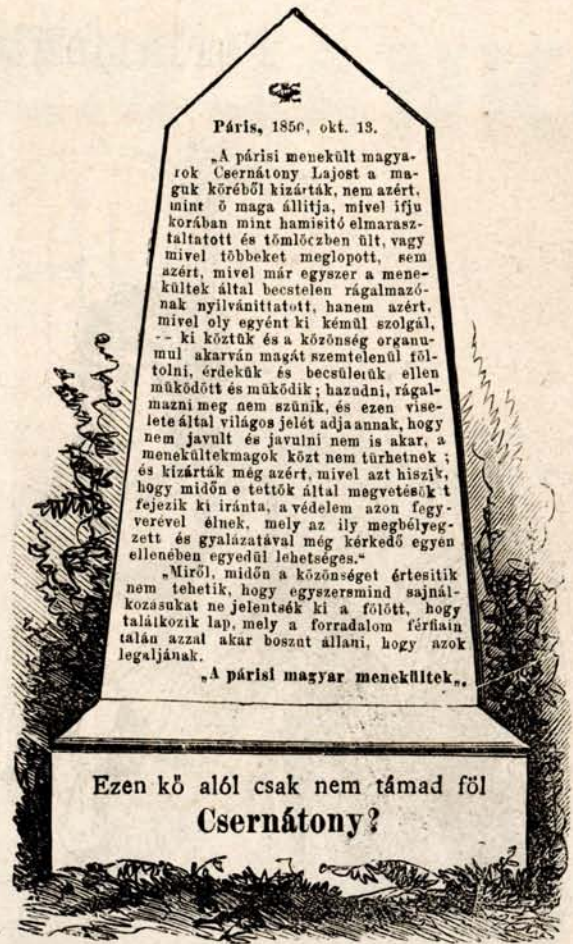 Páris, 1850, okt. 13.
„A párisi menekült magya-
rok Csernátony Lajost a ma-
guk köréből kizárták, nem azért,
mint ő maga állitja, mivel ifju
korában mint hamisitó elmarasz-
taltatott és tömlöczben ült, vagy
mivel többeket meglopott, sem
azért, mivel már egyszer a mene-
kültek által becstelen rágalmazó-
nak nyilvánittatott, hanem azért,
mivel oly egyént ki kémül szolgál,
-- ki köztük és a közönség organu-
mul akarván magát szemtelenül föl-
tolni, érdekük és becsületük ellen
müködött és müködik; hazudni, rágal-
mazni meg nem szünik, és ezen vise-
lete által világos jelét adja annak, hogy
nem javult és javulni nem is akar, a
menekültekmagok közt nem türhetnek ;
és kizárták még azért, mivel azt hiszik,
hogy midőn e tettök által megvetésök t
fejezik ki iránta, a védelem azon fegy-
verével élnek, mely az ily megbélyeg-
zett és gyalázatával még kérkedő egyén
ellenében egyedül lehetséges.“
„Miről, midőn a közönséget értesitik
nem tehetik, hogy egyszersmind sajnál-
kozásukat ne jelentsék ki a fölött, hogy
találkozik lap, mely a forradalom férfiain
talán azzal akar boszut állani, hogy azok
legaljának.
„A párisi magyar menekültek„.
Ezen kő alól csak nem támad föl
Csernátony?